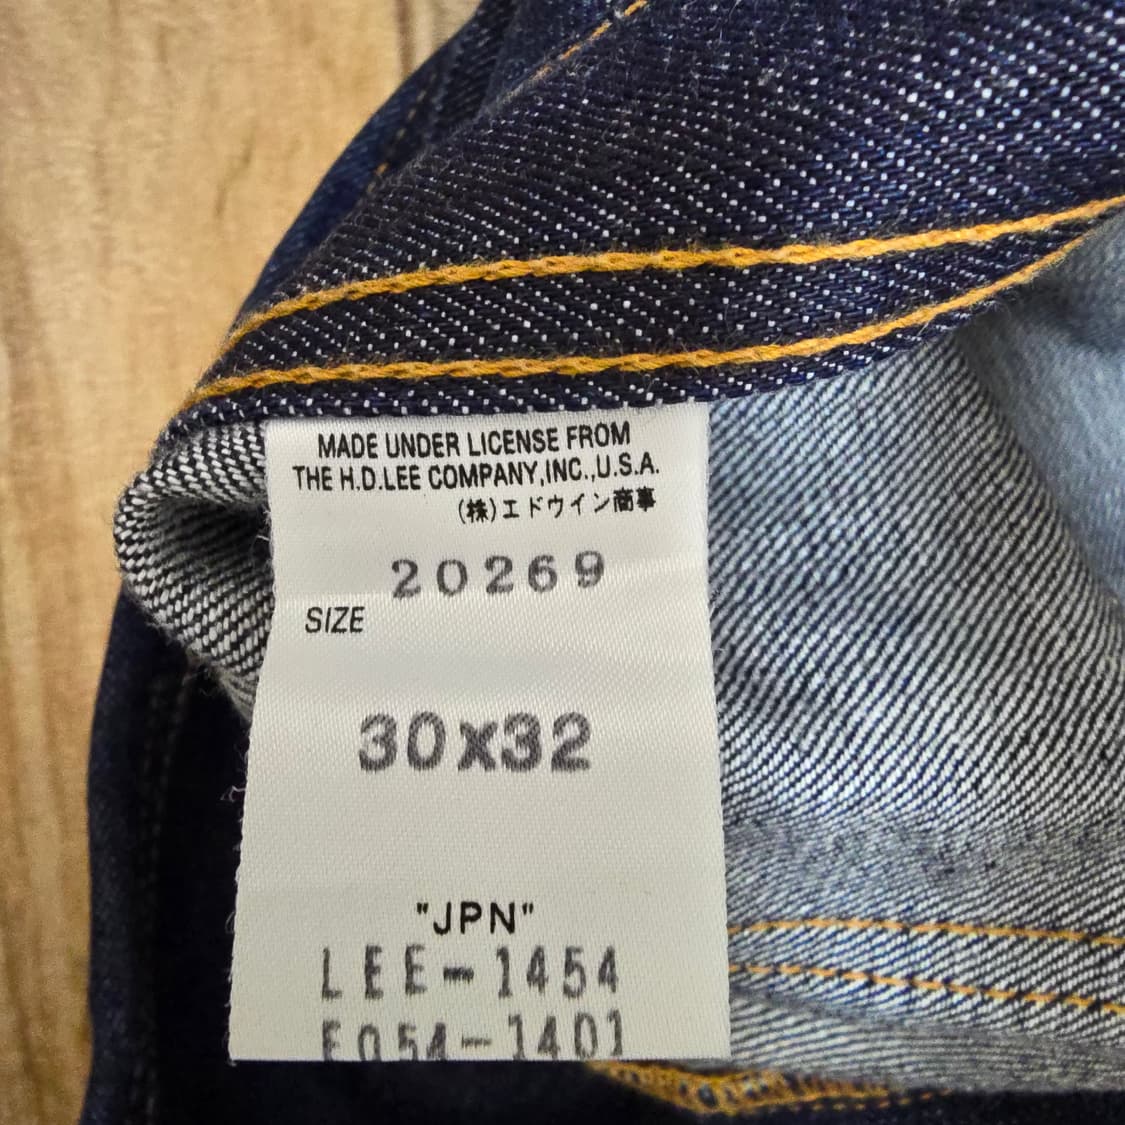 MADE UNDER LICENSE FROM
THE H.D.LEE COMPANY,INC.,U.S.A.
(株)エドウイン商事
20269
SIZE
30x32
"JPN"
LEE-1454